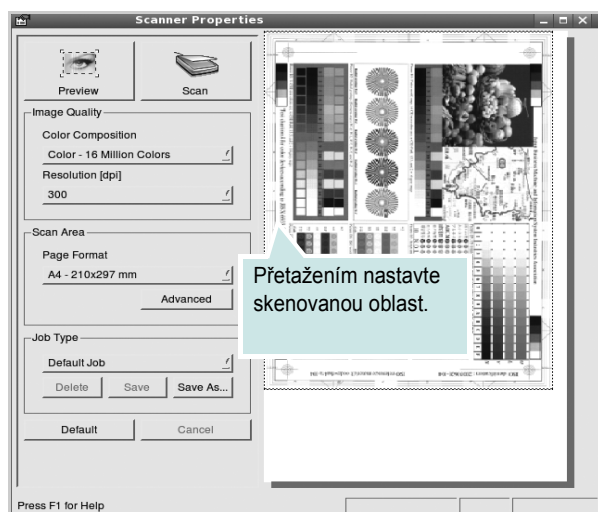 Scanner Properties
Preview
Scan
Image Quality
Color Composition
Color - 16 Million Colors
Resolution [dpi]
300
Scan Area
Page Format
A4 - 210x297 mm
Advanced
Job Type
Default Job
Delete Save Save As...
Default Cancel
Přetažením nastavte
skenovanou oblast.
Press F1 for Help